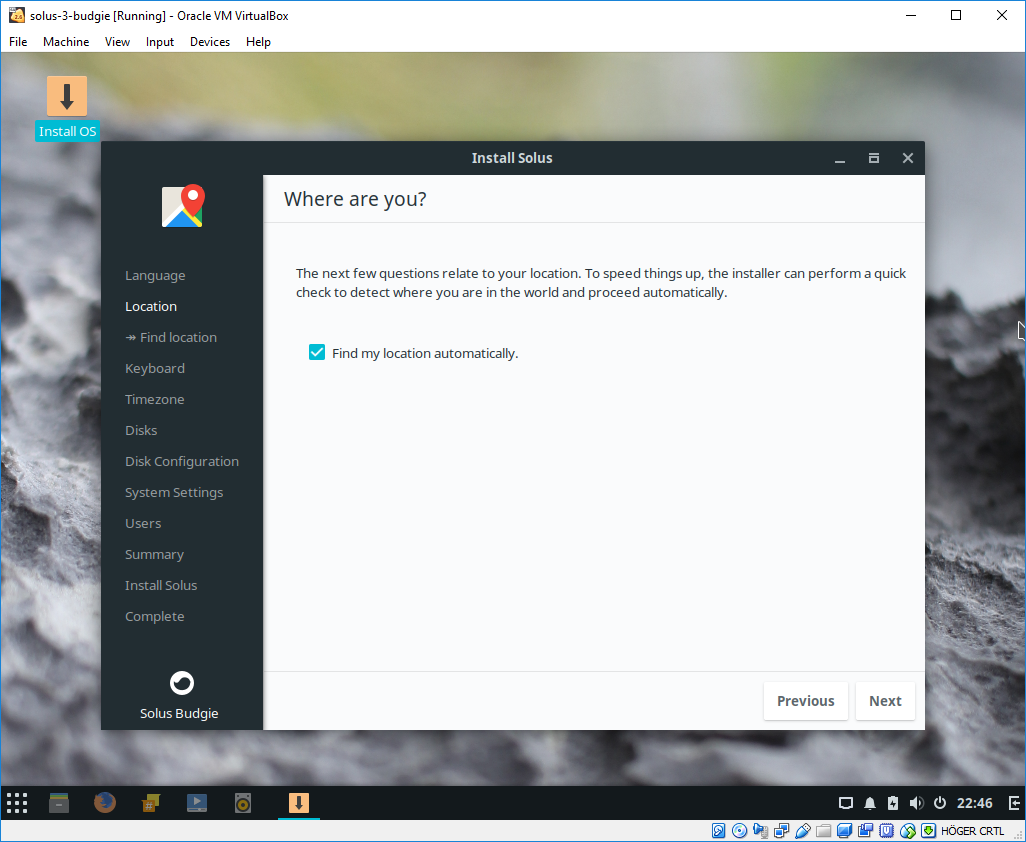 solus-3-budgie [Running] - Oracle VM VirtualBox
File Machine View Input Devices Help
Install OS
Install Solus
Where are you?
The next few questions relate to your location. To speed things up, the installer can perform a quick
check to detect where you are in the world and proceed automatically.
Find my location automatically.
Language
Location
↠ Find location
Keyboard
Timezone
Disks
Disk Configuration
System Settings
Users
Summary
Install Solus
Complete
Solus Budgie
Previous Next
22:46
HÖGER CRTL